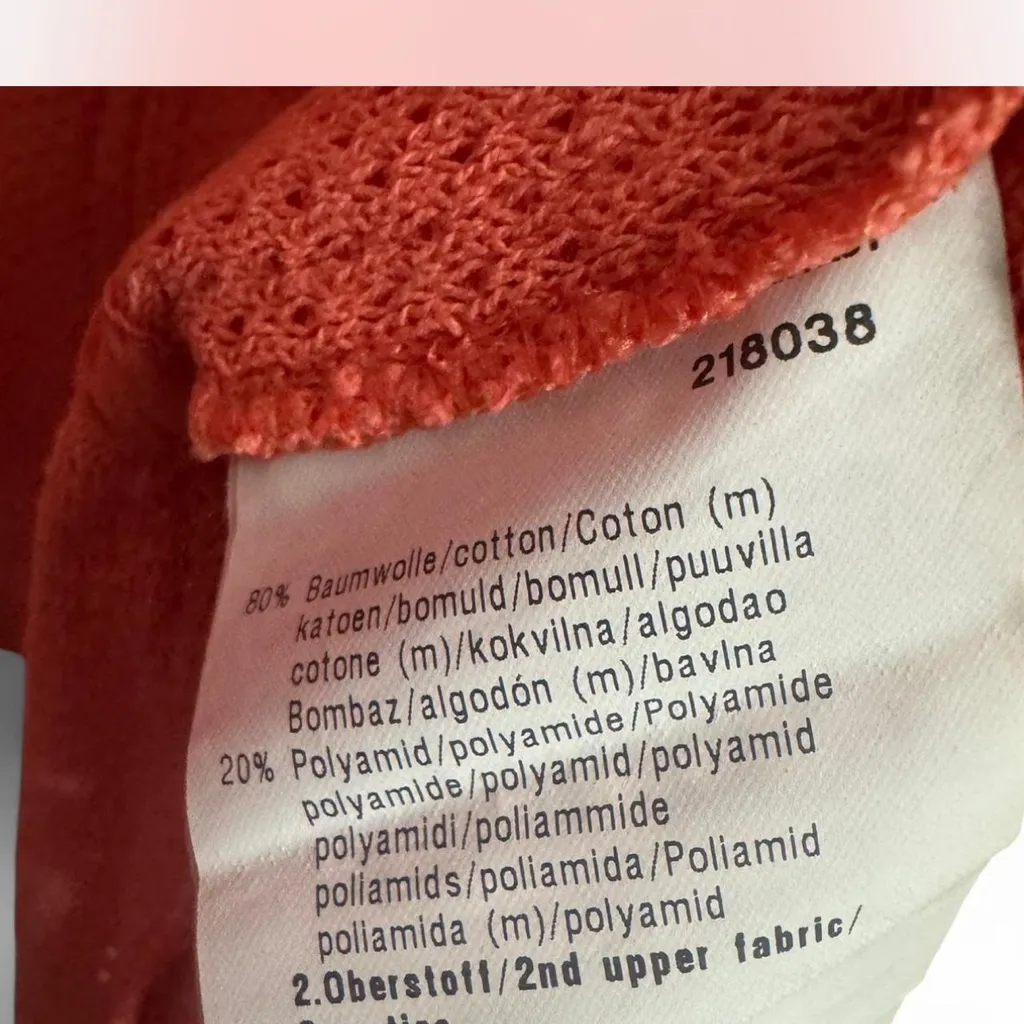 218038
80% Baumwolle/cotton/Coton (m)
katoen/bomuld/bomull/puuvilla
cotone (m)/kokvilna/algodao
Bombaz/algodón (m)/bavlna
20% Polyamid/polyamide/Polyamide
polyamide/polyamid/polyamid
polyamidi/poliammide
poliamids/poliamida/Poliamid
poliamida (m)/polyamid
2.Oberstoff/2nd upper fabric/